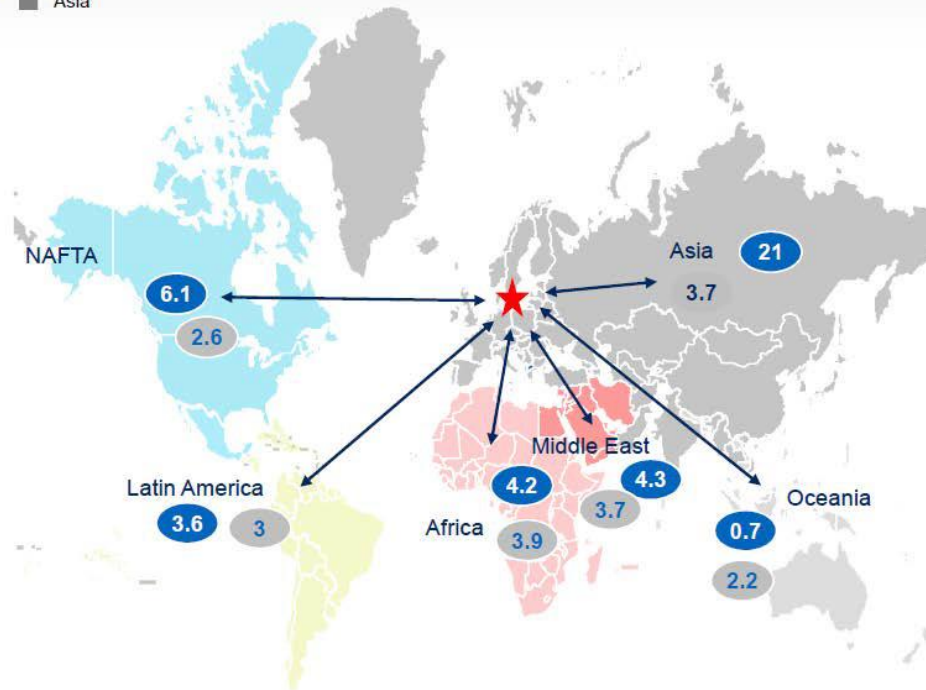 Asia
NAFTA
6.1
2.6
Asia
21
3.7
Latin America
3.6
3
Africa
4.2
3.9
Middle East
4.3
3.7
Oceania
0.7
2.2